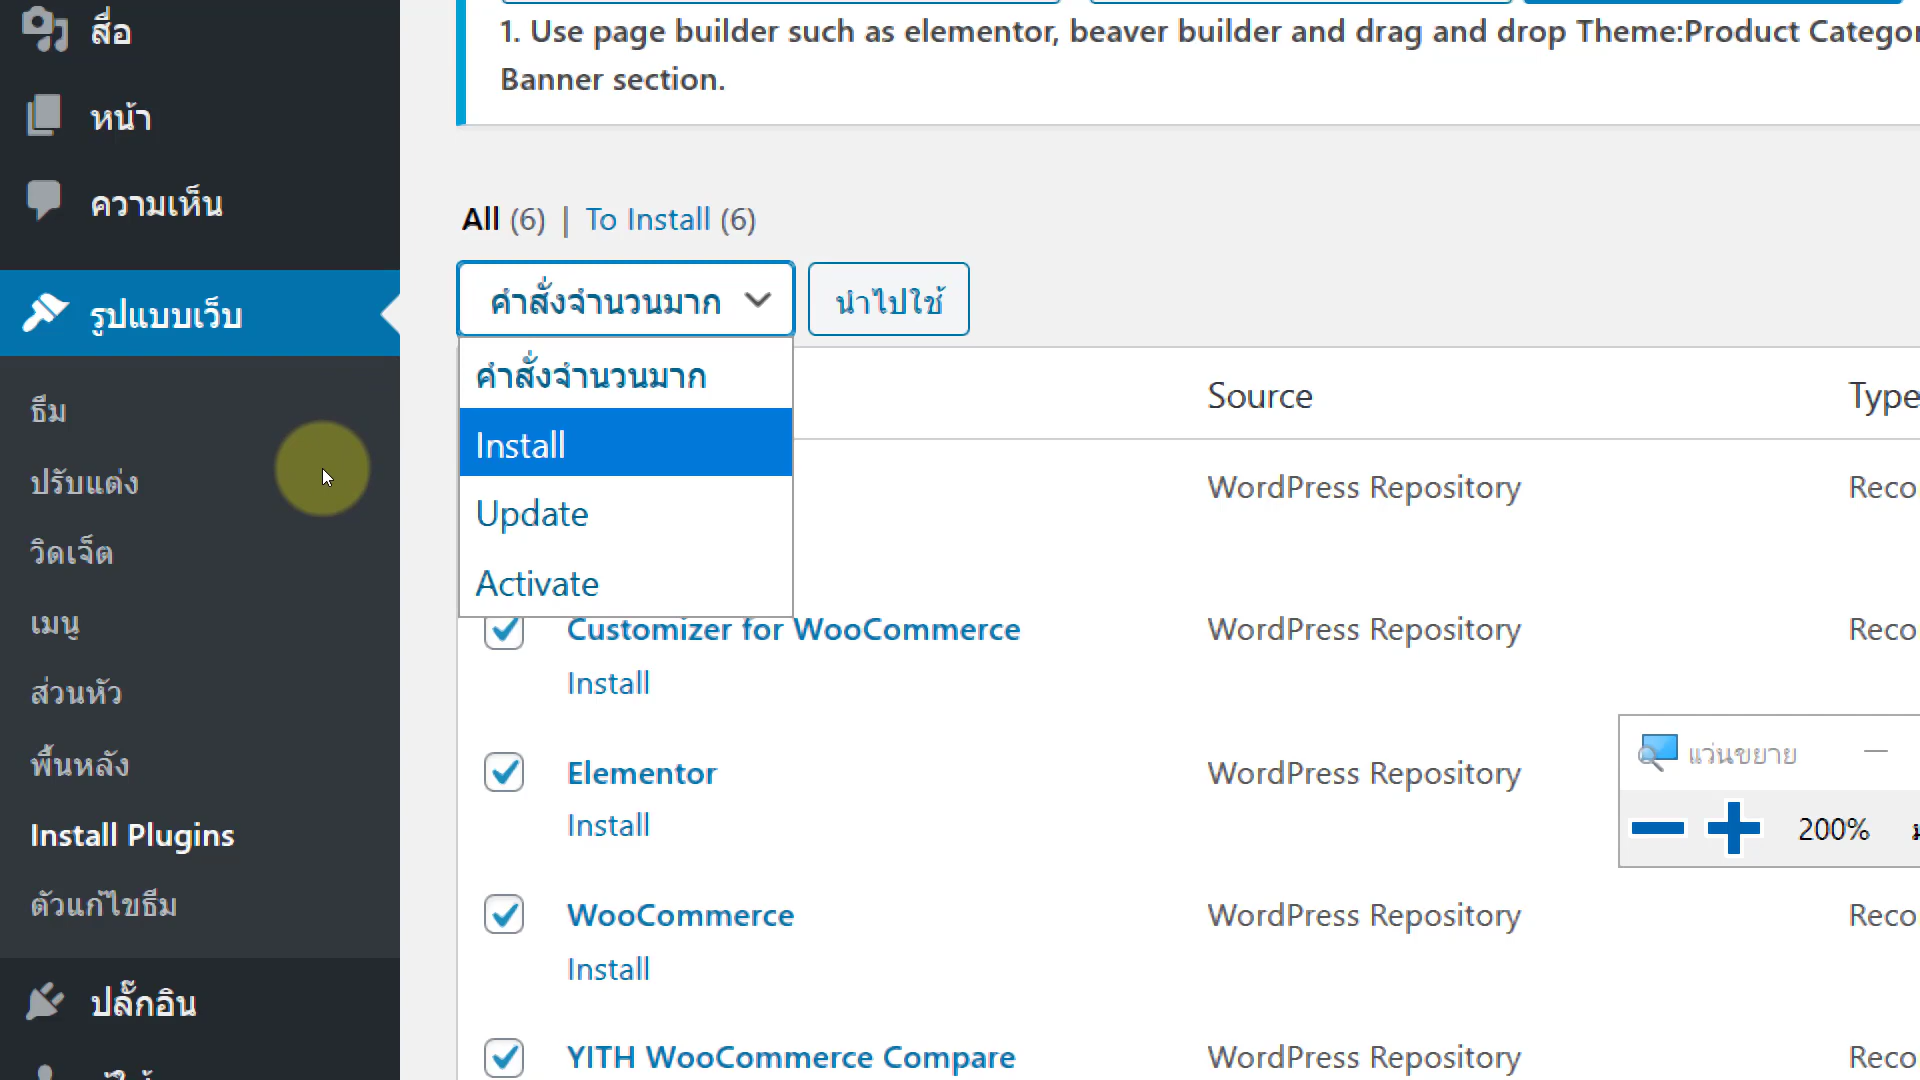 สื่อ
หน้า
ความเห็น
รูปแบบเว็บ
ธีม
ปรับแต่ง
วิดเจ็ต
เมนู
ส่วนหัว
พื้นหลัง
Install Plugins
ตัวแก้ไขธีม
ปลั๊กอิน
1. Use page builder such as elementor, beaver builder and drag and drop Theme:Product Categor
Banner section.
All (6) | To Install (6)
คำสั่งจำนวนมาก นำไปใช้
คำสั่งจำนวนมาก
Install
Update
Activate
Source Type
WordPress Repository Reco
Customizer for WooCommerce WordPress Repository Reco
Install
Elementor WordPress Repository
Install
WooCommerce WordPress Repository Reco
Install
YITH WooCommerce Compare WordPress Repository Reco
แว่นขยาย
200%